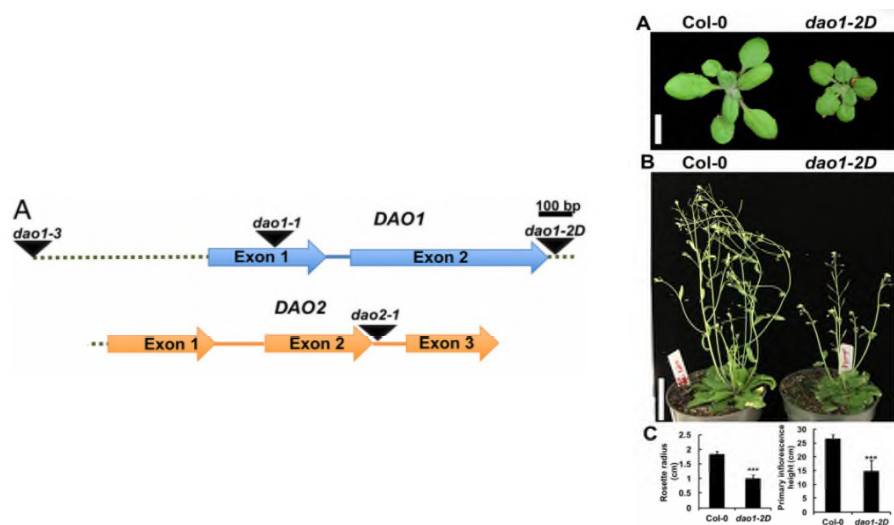 A
dao1-3
dao1-1
DAO1
100 bp
dao1-2D
Exon 1
Exon 2
DAO2
dao2-1
Exon 1
Exon 2
Exon 3
A
Col-0 dao1-2D
B
Col-0 dao1-2D
C
Rosette radius
(cm)
2
1.5
1
0.5
0
***
Col-0 dao1-2D
Primary inflorescence
height (cm)
30
25
20
15
10
5
0
***
Col-0 dao1-2D